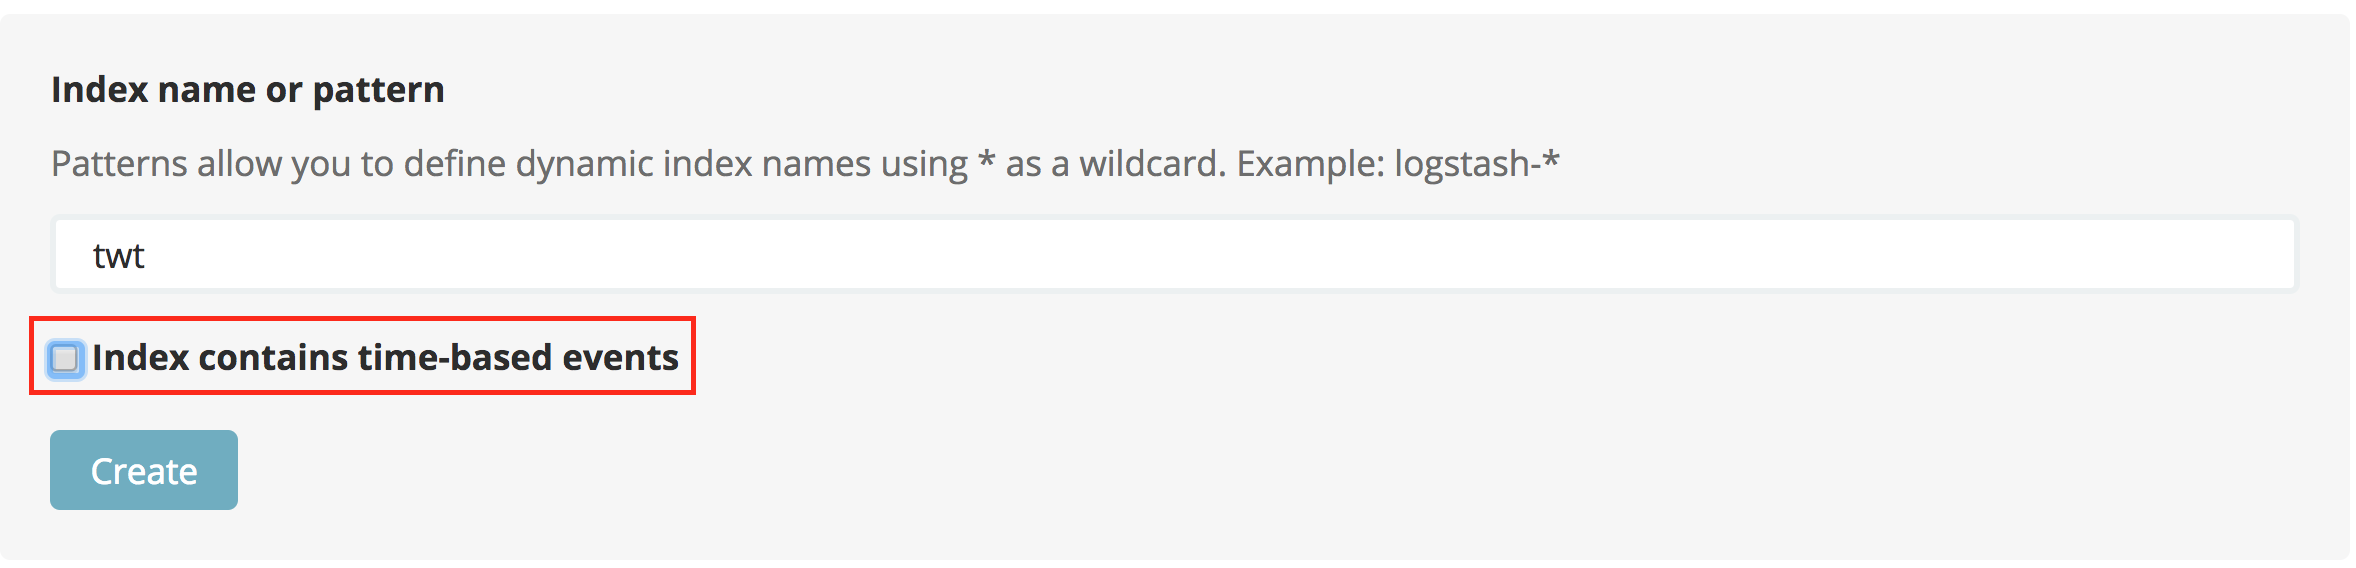 Index name or pattern
Patterns allow you to define dynamic index names using * as a wildcard. Example: logstash-*
twt
Index contains time-based events
Create